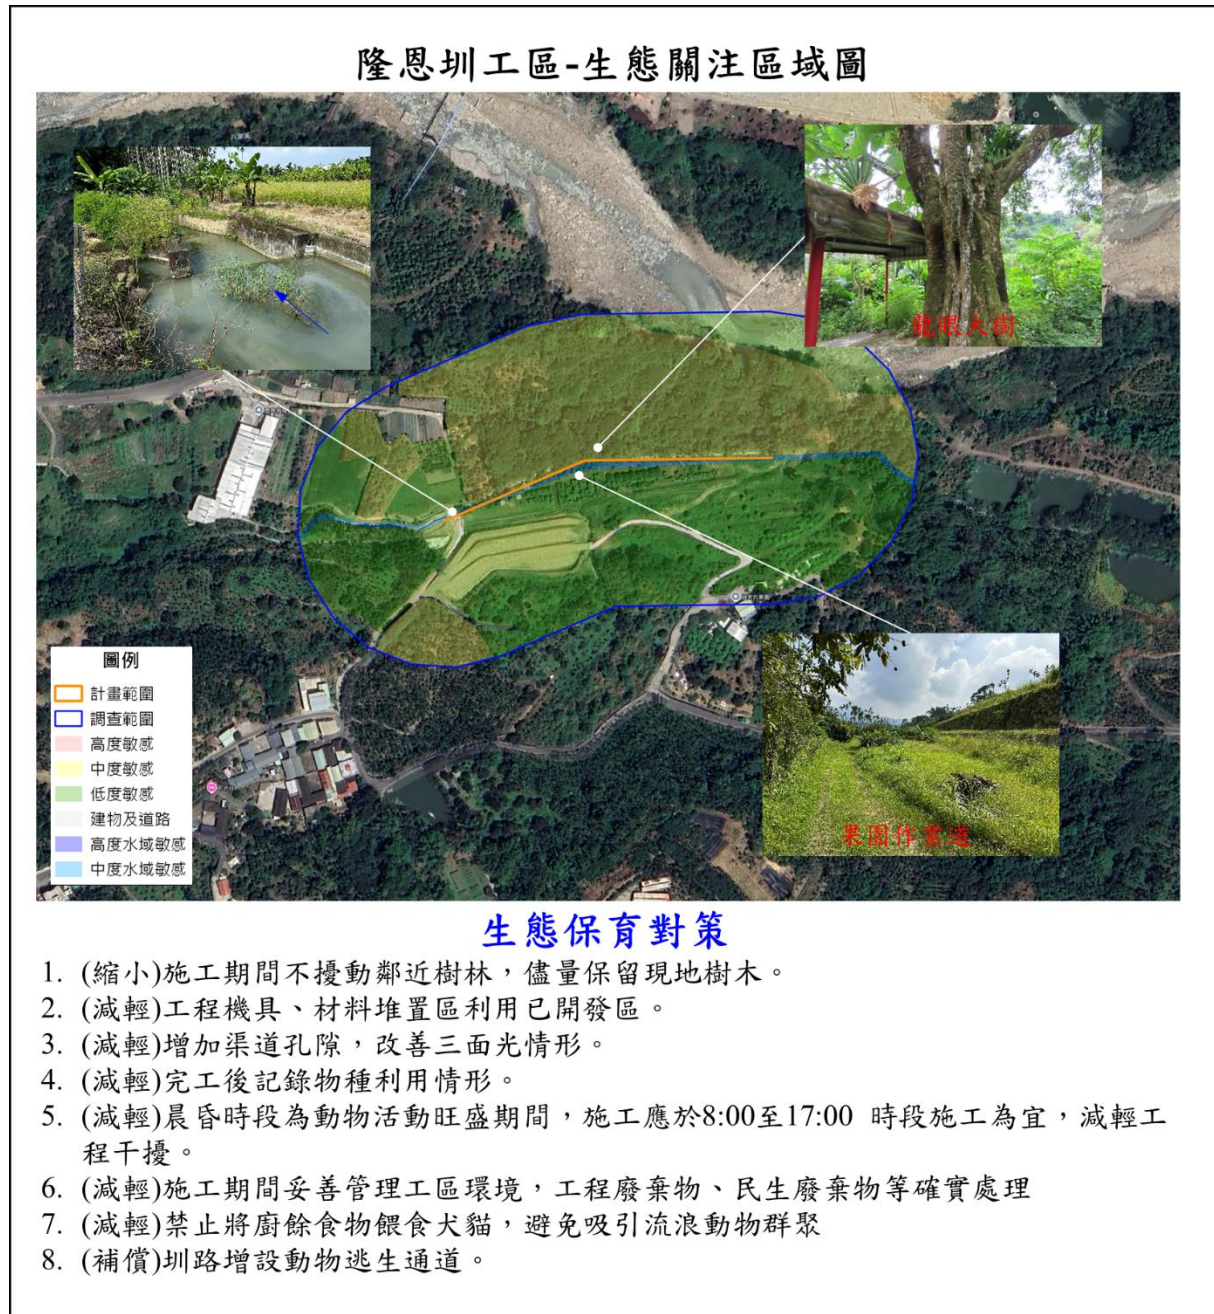 隆恩圳工區-生態關注區域圖
龍眼大樹
果園作業道
圖例
計畫範圍
調查範圍
高度敏感
中度敏感
低度敏感
建物及道路
高度水域敏感
中度水域敏感
生態保育對策
1. (縮小)施工期間不擾動鄰近樹林，儘量保留現地樹木。
2. (減輕)工程機具、材料堆置區利用已開發區。
3. (減輕)增加渠道孔隙，改善三面光情形。
4. (減輕)完工後記錄物種利用情形。
5. (減輕)晨昏時段為動物活動旺盛期間，施工應於8:00至17:00 時段施工為宜，減輕工
程干擾。
6. (減輕)施工期間妥善管理工區環境，工程廢棄物、民生廢棄物等確實處理
7. (減輕)禁止將廚餘食物餵食犬貓，避免吸引流浪動物群聚
8. (補償)圳路增設動物逃生通道。